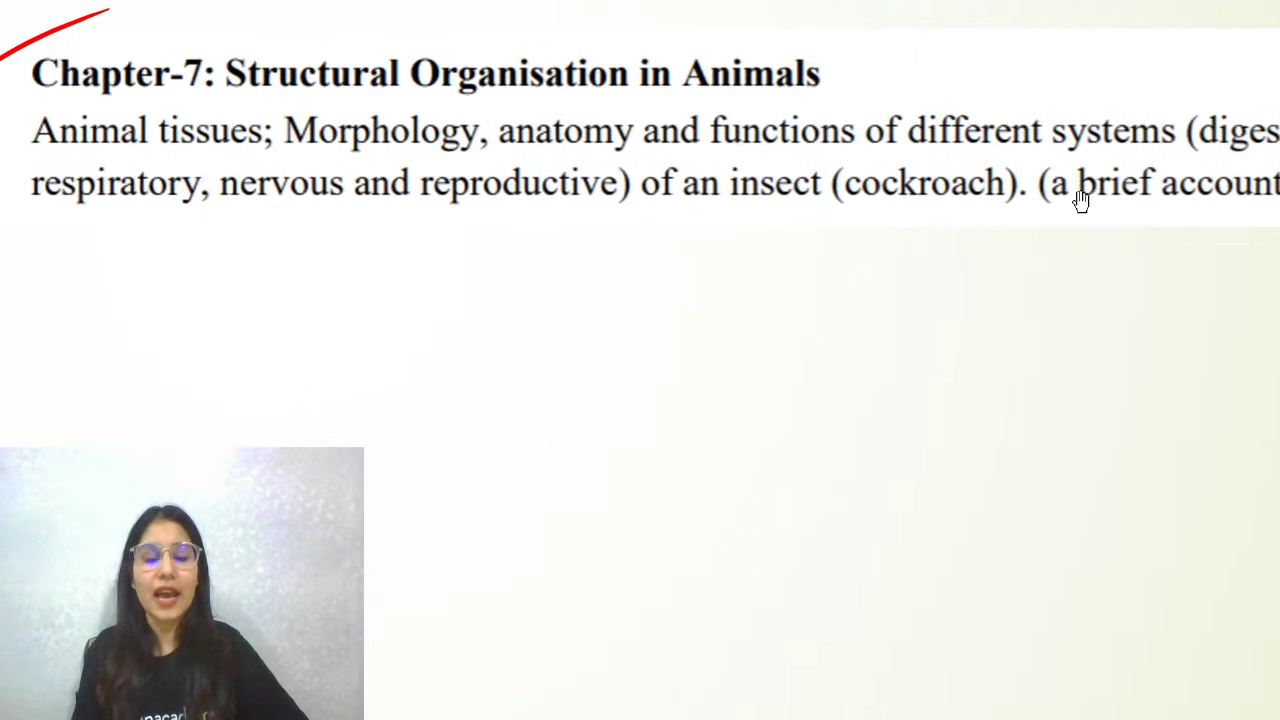 Chapter-7: Structural Organisation in Animals
Animal tissues; Morphology, anatomy and functions of different systems (diges
respiratory, nervous and reproductive) of an insect (cockroach). (a brief account